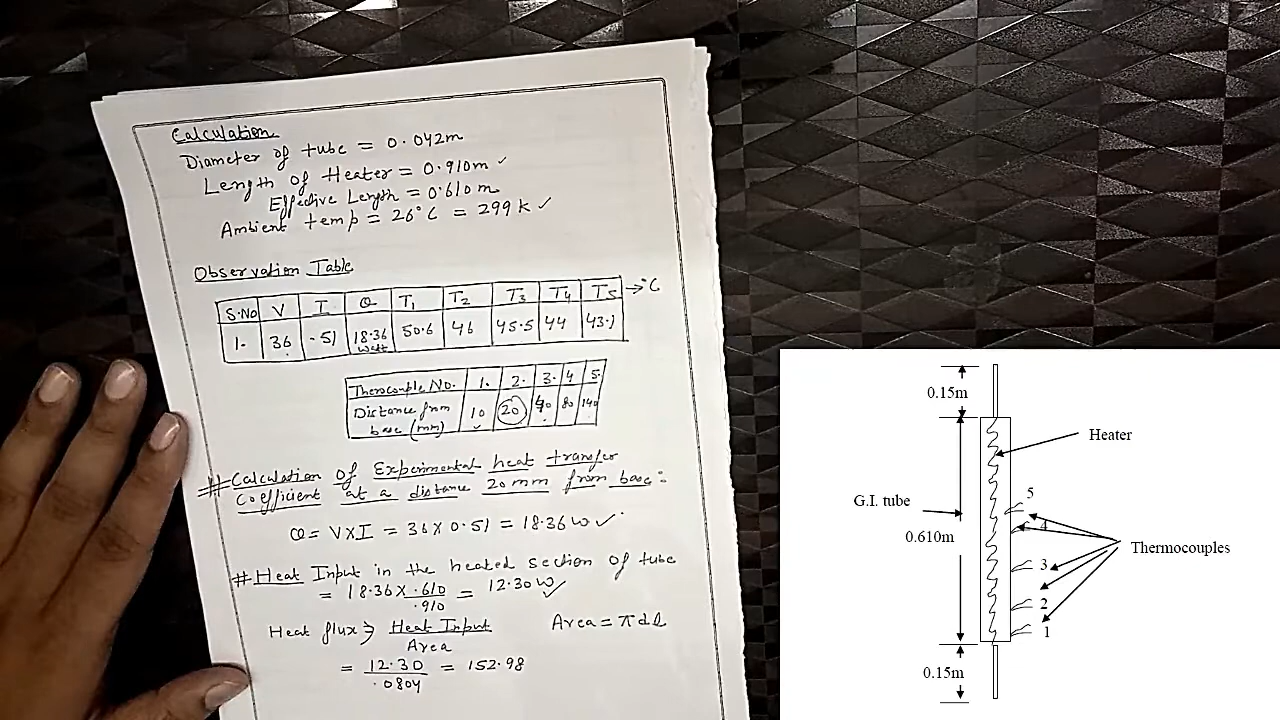 Calculation
Diameter of tube = 0.042m
Length of Heater = 0.910m ✓
Effective Length = 0.610m
Ambient temp = 26°C = 299k ✓
Observation Table
S.No V I Q T1 T2 T3 T4 T5 → °C
1. 36 .51 18.36 watt 50.6 46 45.5 44 43.1
Thermocouple No. 1. 2. 3. 4 5.
Distance from base (mm) 10 20 40 80 140
# Calculation of Experimental heat transfer
Coefficient at a distance 20mm from base:
Q = V×I = 36×0.51 = 18.36w ✓
# Heat Input in the heated section of tube
= 18.36 × .610/.910 = 12.30w ✓
Heat flux ⇒ Heat Input/Area Area = πdl
= 12.30/.0804 = 152.98
0.15m
Heater
5
G.I. tube
4
0.610m
Thermocouples
3
2
1
0.15m